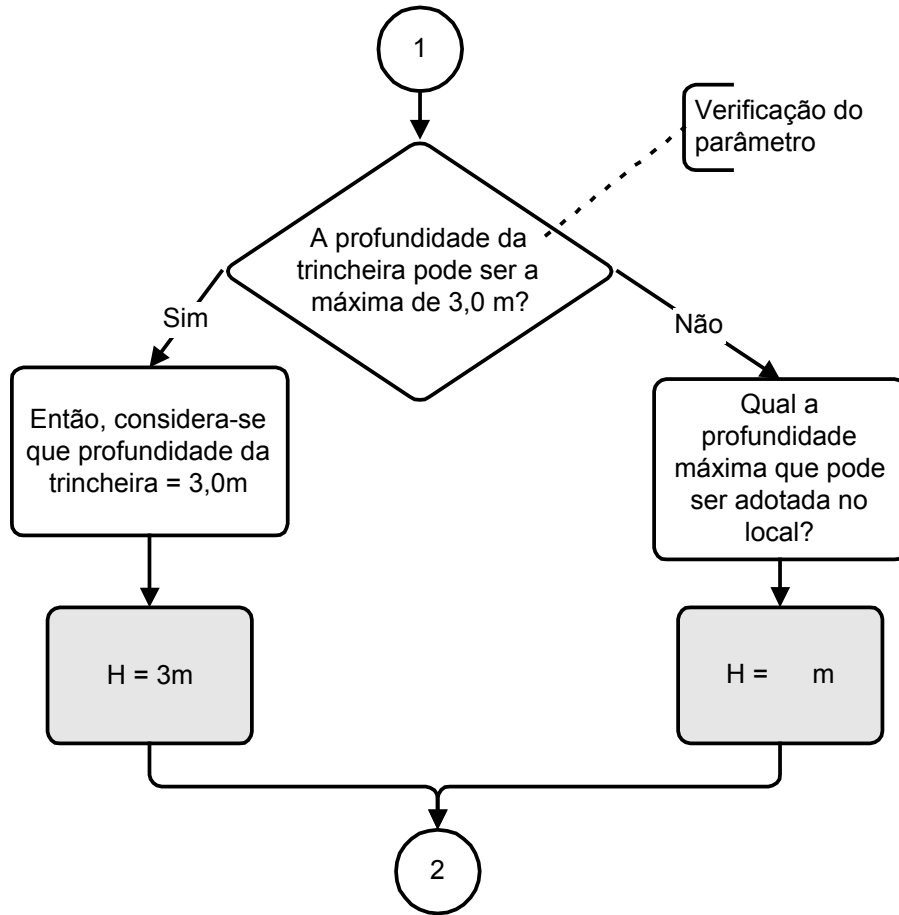 1
Verificação do
parâmetro
A profundidade da
trincheira pode ser a
máxima de 3,0 m?
Sim
Não
Então, considera-se
que profundidade da
trincheira = 3,0m
Qual a
profundidade
máxima que pode
ser adotada no
local?
H = 3m
H = m
2